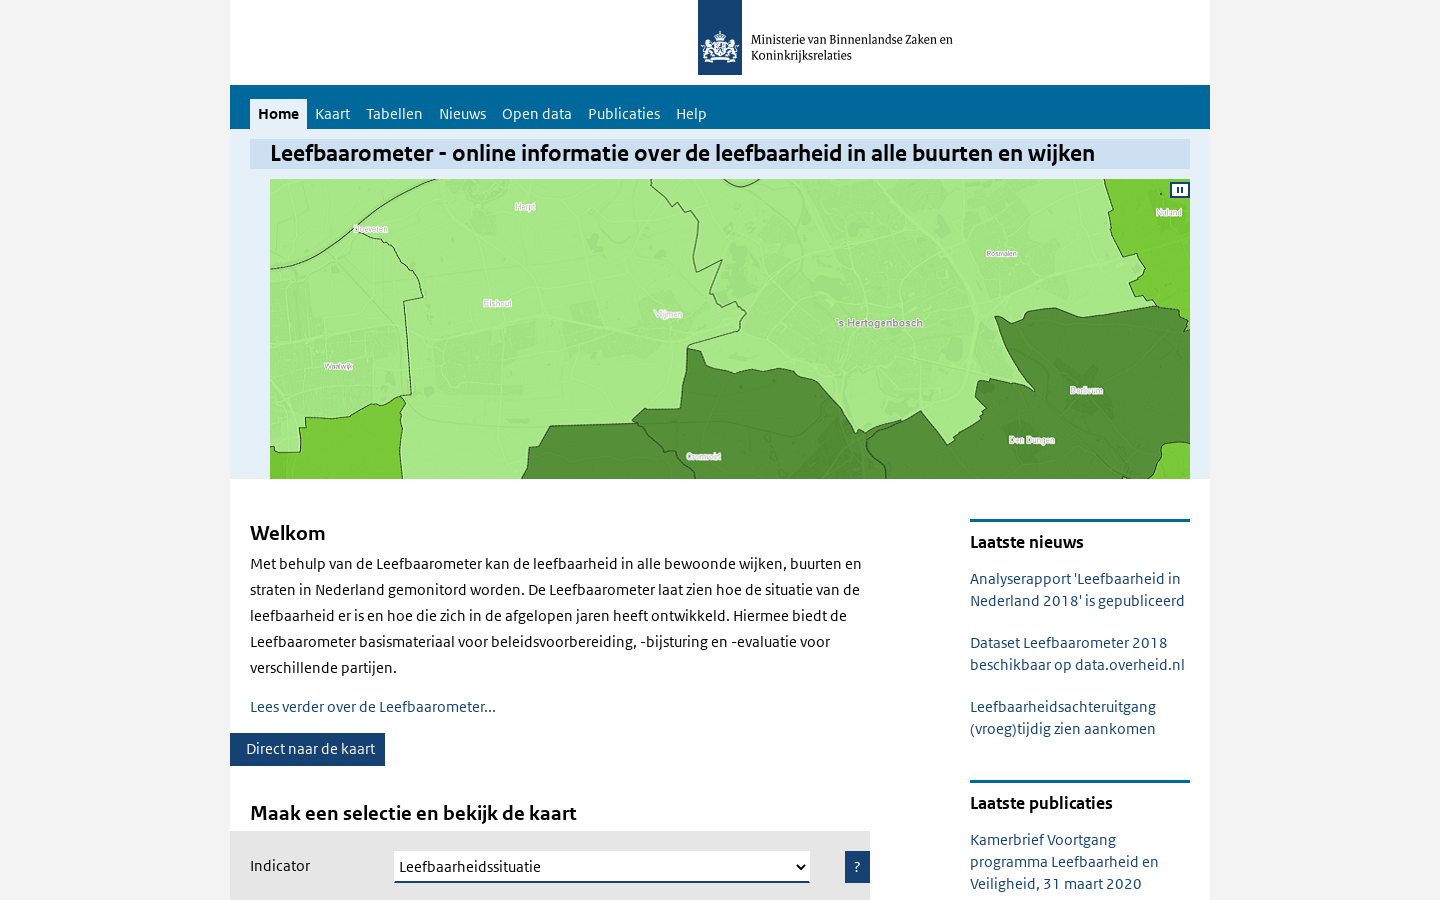 Ministerie van Binnenlandse Zaken en
Koninkrijksrelaties
Home Kaart Tabellen Nieuws Open data Publicaties Help
Leefbaarometer - online informatie over de leefbaarheid in alle buurten en wijken
Herpt
Nuland
Doeveren
Rosmalen
Elshout
Vlijmen
's-Hertogenbosch
Waalwijk
Berlicum
Den Dungen
Cromvoirt
Welkom
Met behulp van de Leefbaarometer kan de leefbaarheid in alle bewoonde wijken, buurten en
straten in Nederland gemonitord worden. De Leefbaarometer laat zien hoe de situatie van de
leefbaarheid er is en hoe die zich in de afgelopen jaren heeft ontwikkeld. Hiermee biedt de
Leefbaarometer basismateriaal voor beleidsvoorbereiding, -bijsturing en -evaluatie voor
verschillende partijen.
Lees verder over de Leefbaarometer...
Direct naar de kaart
Maak een selectie en bekijk de kaart
Indicator
Leefbaarheidssituatie
?
Laatste nieuws
Analyserapport 'Leefbaarheid in
Nederland 2018' is gepubliceerd
Dataset Leefbaarometer 2018
beschikbaar op data.overheid.nl
Leefbaarheidsachteruitgang
(vroeg)tijdig zien aankomen
Laatste publicaties
Kamerbrief Voortgang
programma Leefbaarheid en
Veiligheid, 31 maart 2020